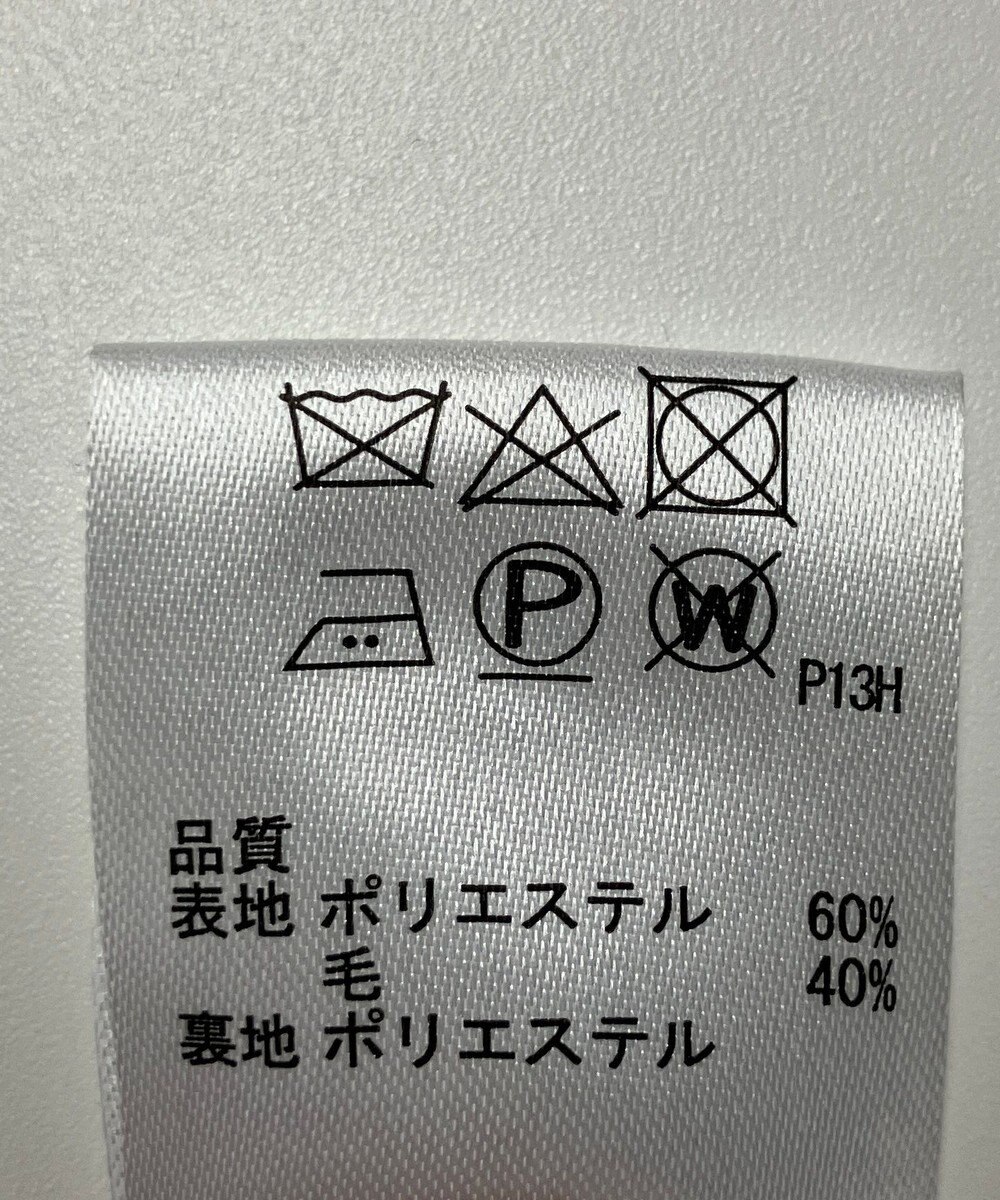 P W P13H
品質
表地 ポリエステル 60%
毛 40%
裏地 ポリエステル